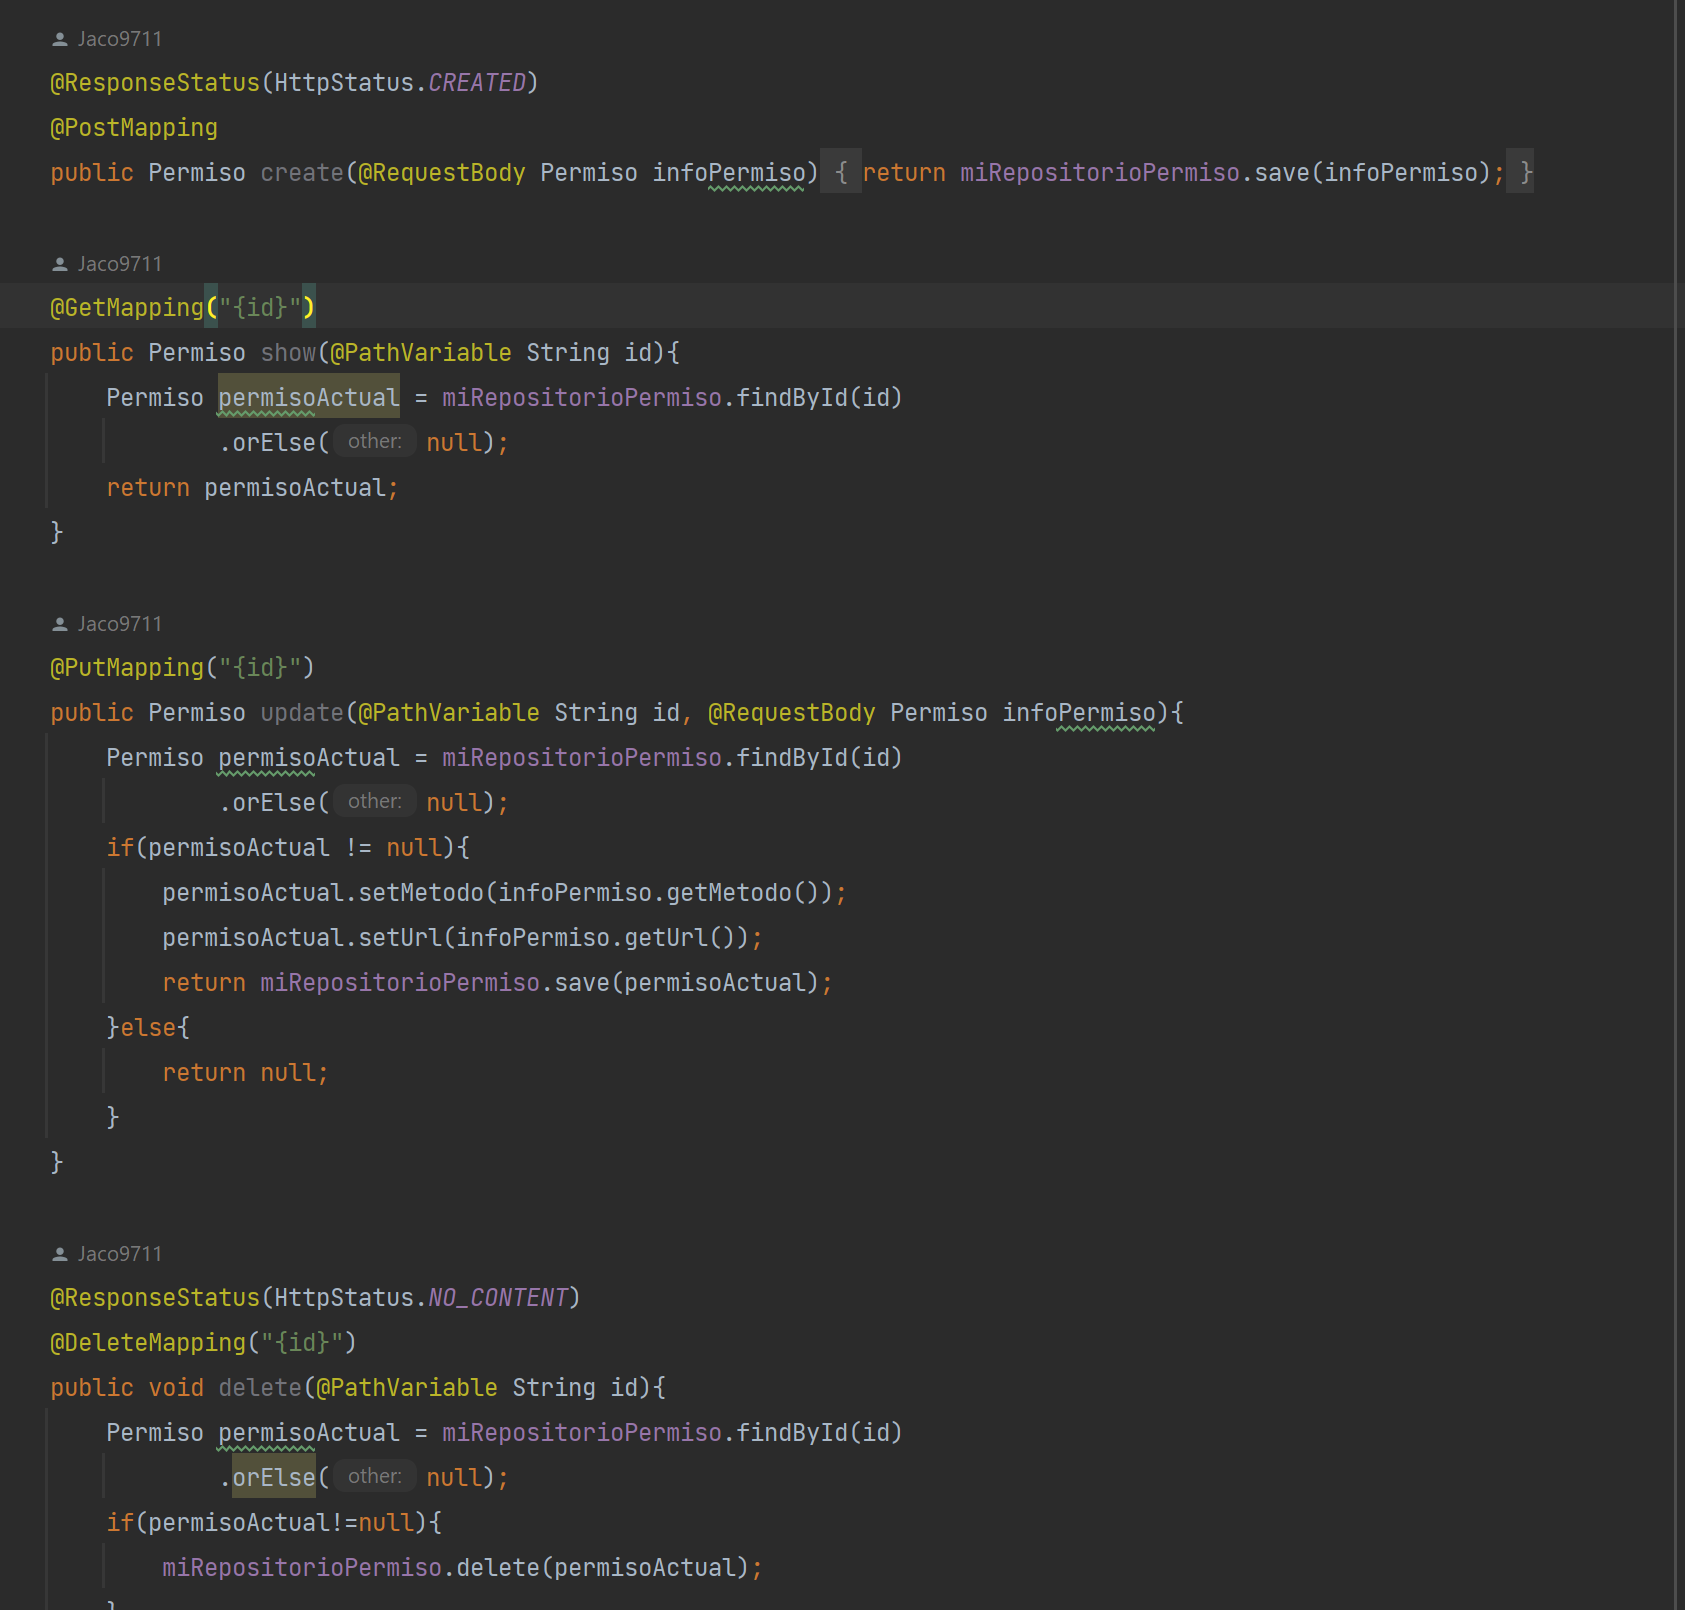 Jaco9711
@ResponseStatus(HttpStatus.CREATED)
@PostMapping
public Permiso create(@RequestBody Permiso infoPermiso) { return miRepositorioPermiso.save(infoPermiso); }
Jaco9711
@GetMapping("{id}")
public Permiso show(@PathVariable String id){
Permiso permisoActual = miRepositorioPermiso.findById(id)
.orElse( other: null);
return permisoActual;
}
Jaco9711
@PutMapping("{id}")
public Permiso update(@PathVariable String id, @RequestBody Permiso infoPermiso){
Permiso permisoActual = miRepositorioPermiso.findById(id)
.orElse( other: null);
if(permisoActual != null){
permisoActual.setMetodo(infoPermiso.getMetodo());
permisoActual.setUrl(infoPermiso.getUrl());
return miRepositorioPermiso.save(permisoActual);
}else{
return null;
}
}
Jaco9711
@ResponseStatus(HttpStatus.NO_CONTENT)
@DeleteMapping("{id}")
public void delete(@PathVariable String id){
Permiso permisoActual = miRepositorioPermiso.findById(id)
.orElse( other: null);
if(permisoActual!=null){
miRepositorioPermiso.delete(permisoActual);
}